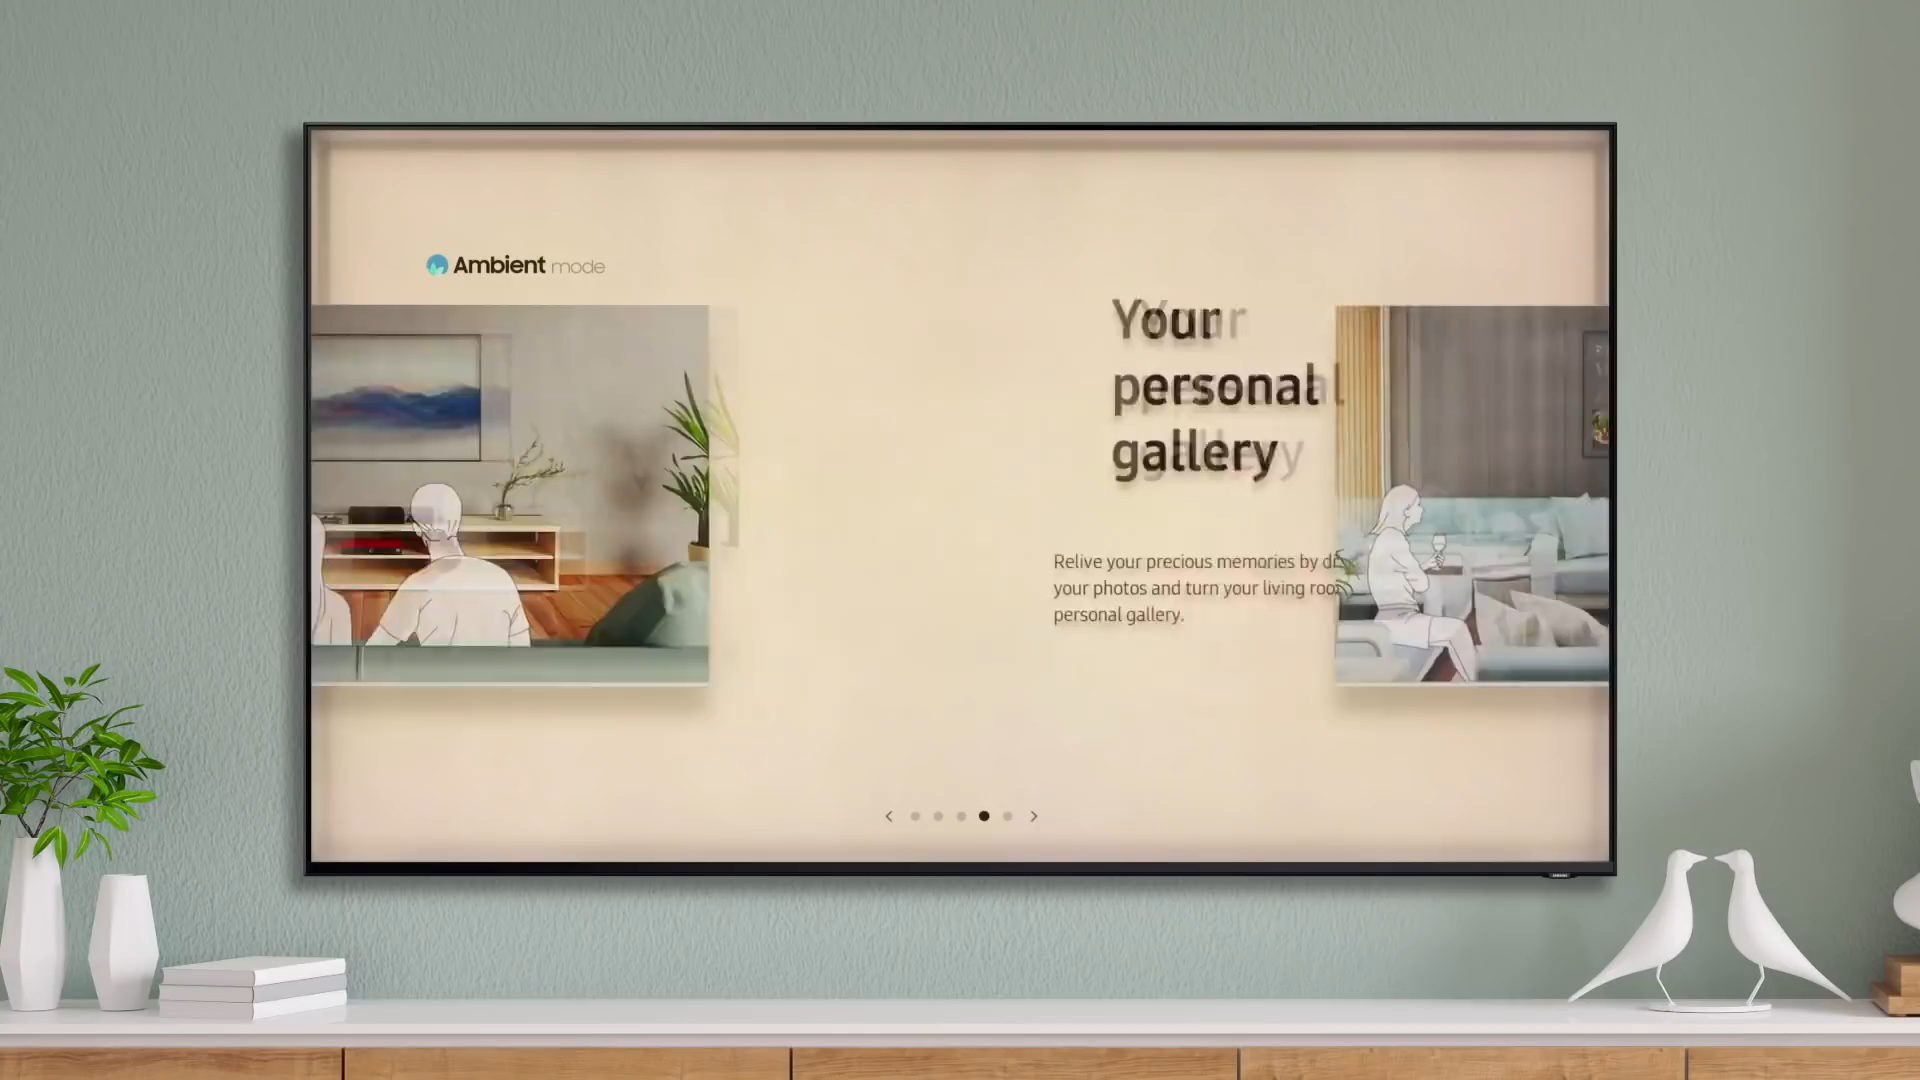 Ambient mode
Your
personal
gallery
Relive your precious memories by
your photos and turn your living
personal gallery.